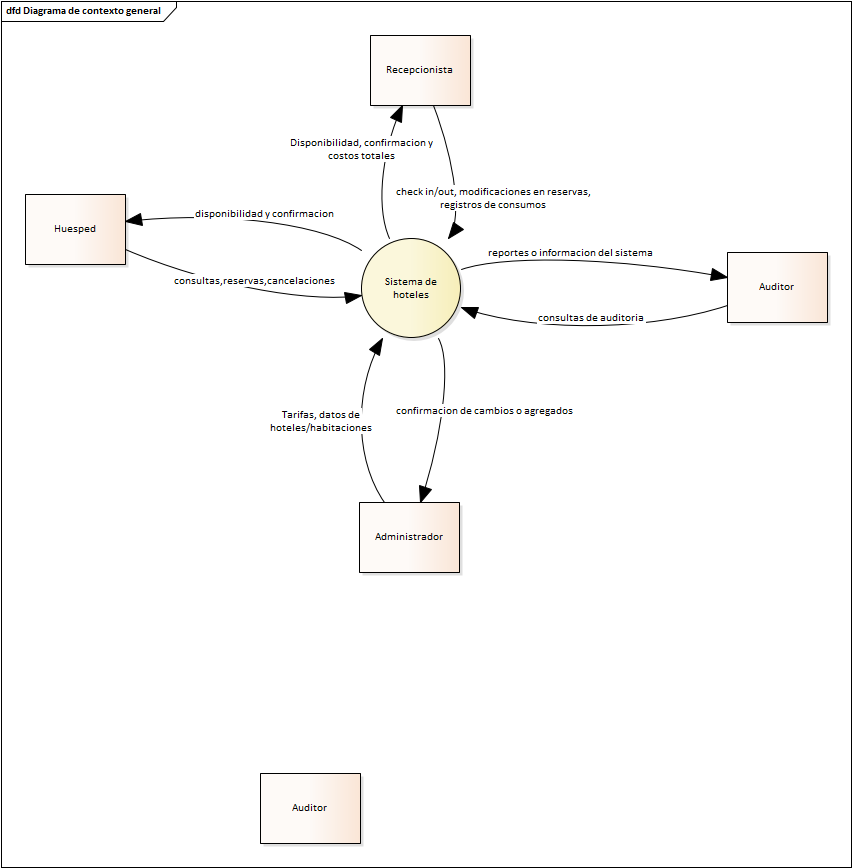 dfd Diagrama de contexto general
Recepcionista
Disponibilidad, confirmacion y
costos totales
check in/out, modificaciones en reservas,
registros de consumos
Huesped
disponibilidad y confirmacion
consultas,reservas,cancelaciones
Sistema de
hoteles
reportes o informacion del sistema
Auditor
consultas de auditoria
Tarifas, datos de
hoteles/habitaciones
confirmacion de cambios o agregados
Administrador
Auditor